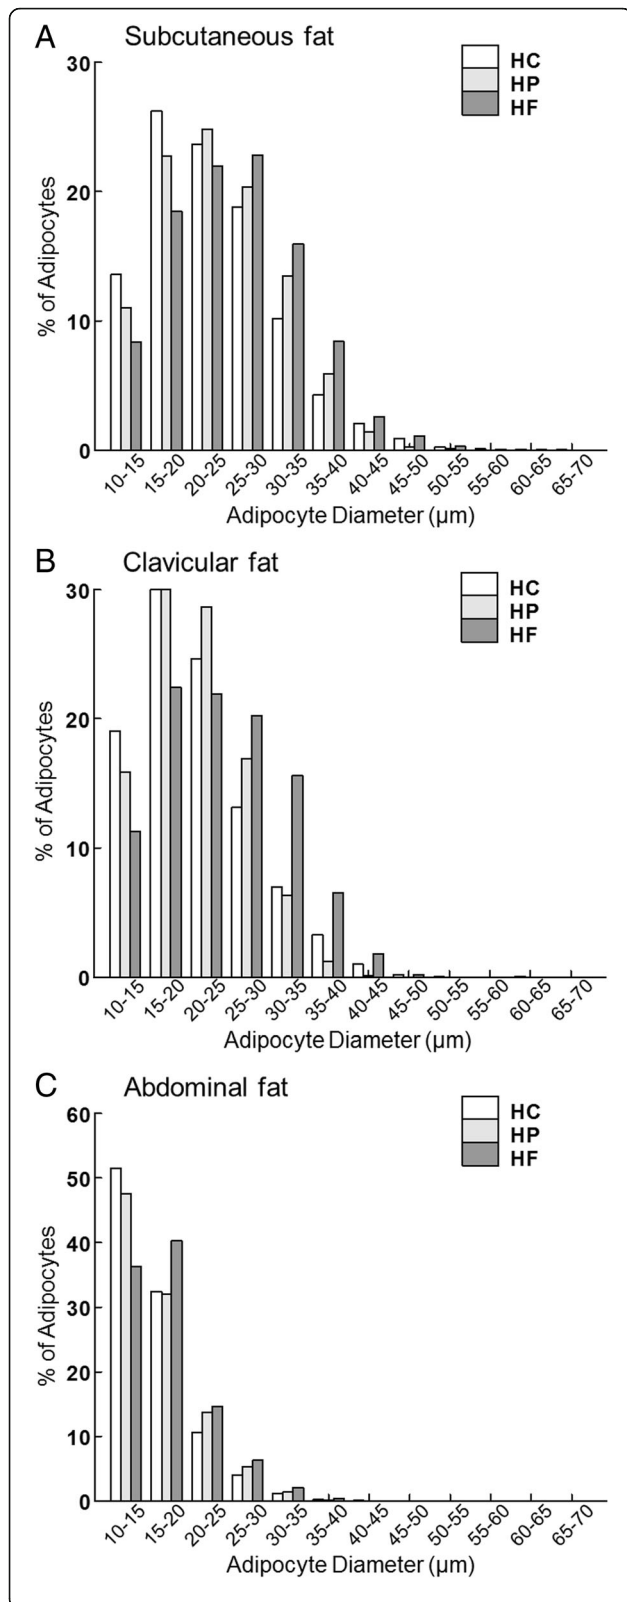 A
Subcutaneous fat
HC
HP
HF
30
20
10
0
% of Adipocytes
10-15
15-20
20-25
25-30
30-35
35-40
40-45
45-50
50-55
55-60
60-65
65-70
Adipocyte Diameter (μm)
B
Clavicular fat
HC
HP
HF
30
20
10
0
% of Adipocytes
10-15
15-20
20-25
25-30
30-35
35-40
40-45
45-50
50-55
55-60
60-65
65-70
Adipocyte Diameter (μm)
C
Abdominal fat
HC
HP
HF
60
50
40
30
20
10
0
% of Adipocytes
10-15
15-20
20-25
25-30
30-35
35-40
40-45
45-50
50-55
55-60
60-65
65-70
Adipocyte Diameter (μm)